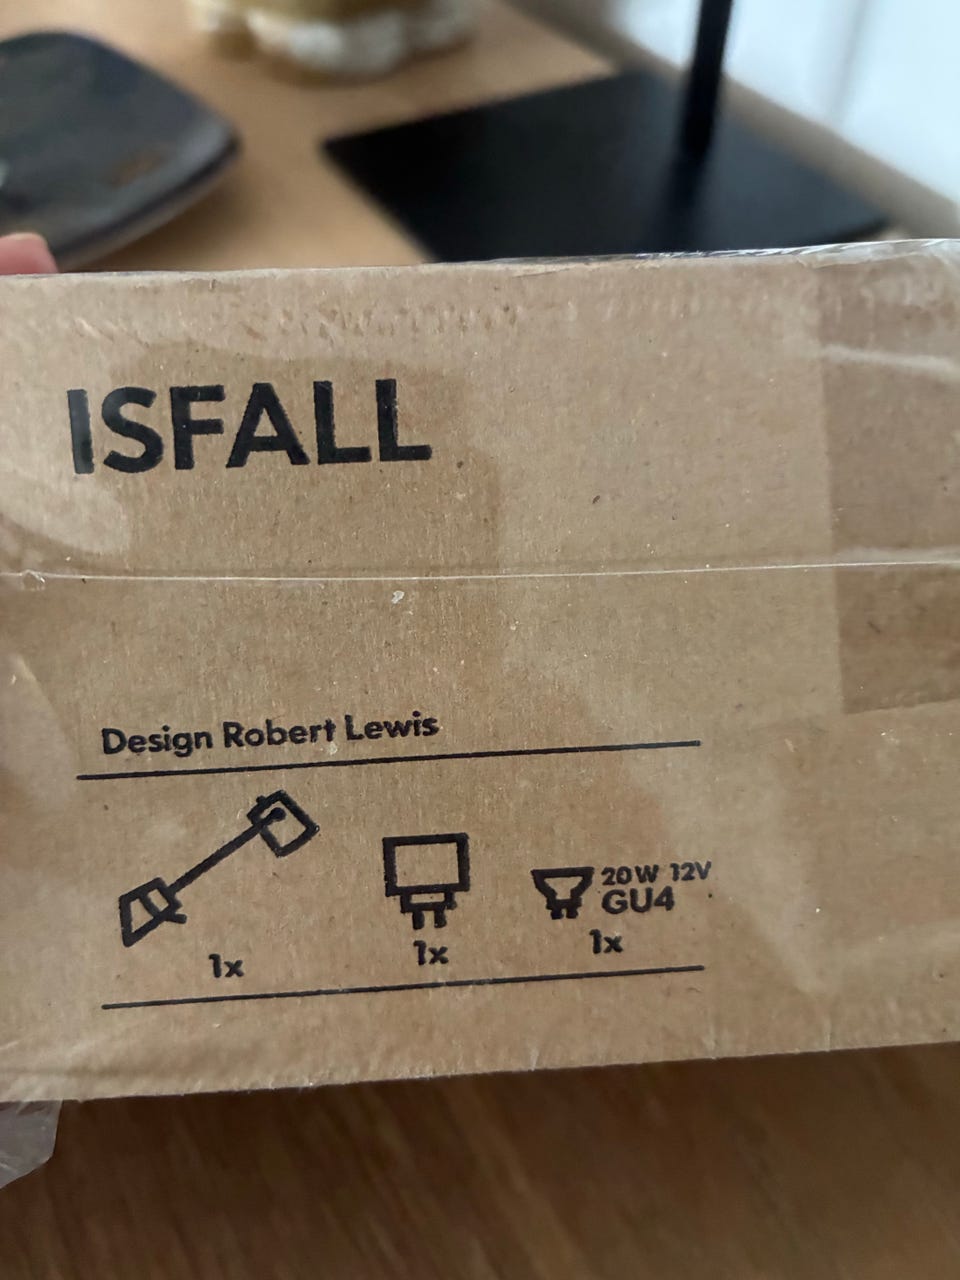 ISFALL
Design Robert Lewis
20W 12V
GU4
1x
1x
1x